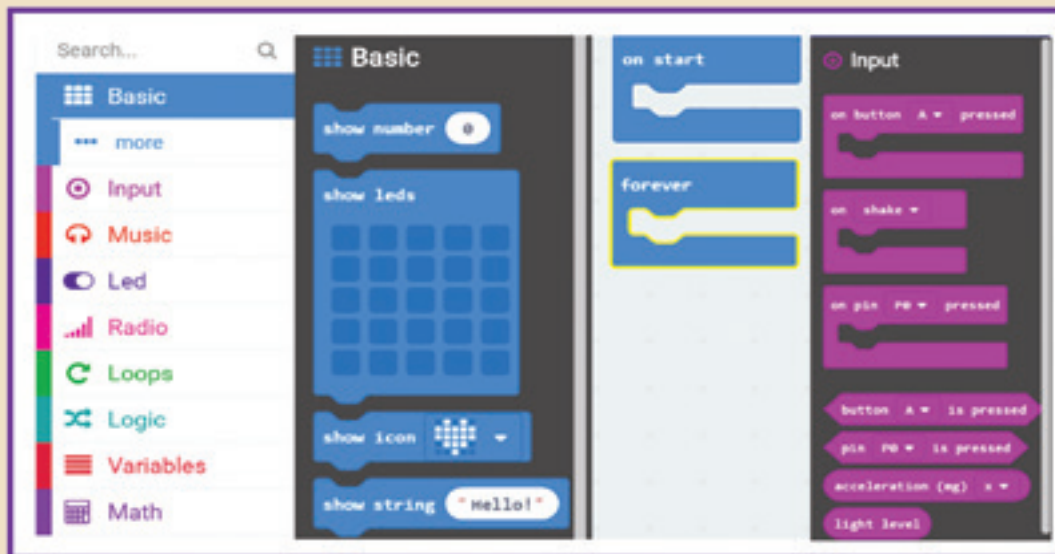 Search...
Basic
more
Input
Music
Led
Radio
Loops
Logic
Variables
Math
Basic
show number 0
show leds
show icon
show string "Hello!"
on start
forever
Input
on button A pressed
on shake
on pin P0 pressed
button A is pressed
pin P0 is pressed
acceleration (mg) x
light level